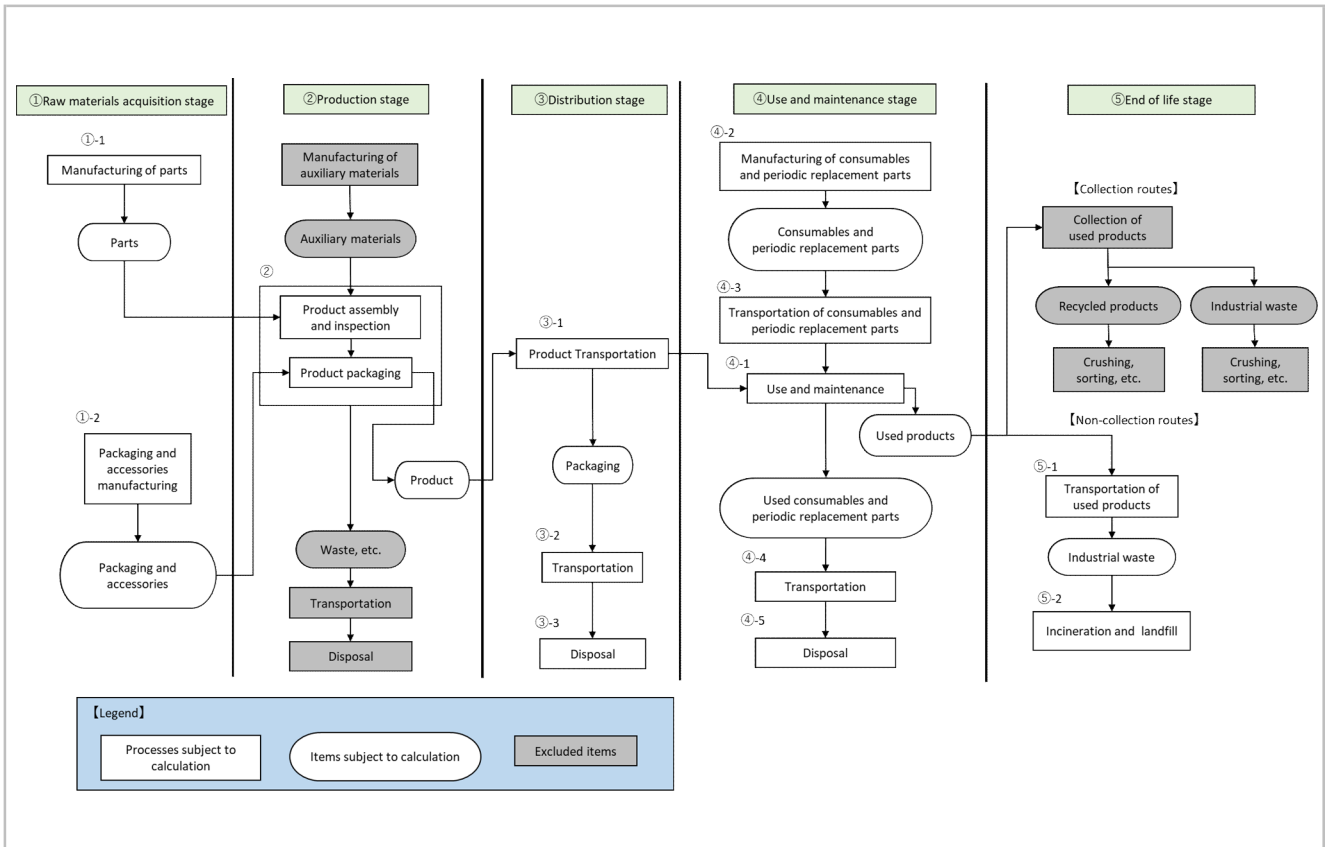 ①Raw materials acquisition stage
①-1
Manufacturing of parts
Parts
①-2
Packaging and
accessories
manufacturing
Packaging and
accessories
②Production stage
Manufacturing of
auxiliary materials
Auxiliary materials
②
Product assembly
and inspection
Product packaging
Product
Waste, etc.
Transportation
Disposal
③Distribution stage
③-1
Product Transportation
Packaging
③-2
Transportation
③-3
Disposal
④Use and maintenance stage
④-2
Manufacturing of consumables
and periodic replacement parts
Consumables and
periodic replacement parts
④-3
Transportation of consumables and
periodic replacement parts
④-1
Use and maintenance
Used products
Used consumables and
periodic replacement parts
④-4
Transportation
④-5
Disposal
⑤End of life stage
【Collection routes】
Collection of
used products
Recycled products
Industrial waste
Crushing,
sorting, etc.
Crushing,
sorting, etc.
【Non-collection routes】
⑤-1
Transportation of
used products
Industrial waste
⑤-2
Incineration and landfill
【Legend】
Processes subject to
calculation
Items subject to calculation
Excluded items